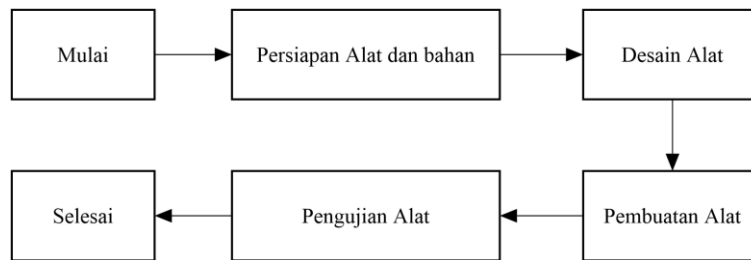 Mulai
Persiapan Alat dan bahan
Desain Alat
Pembuatan Alat
Pengujian Alat
Selesai